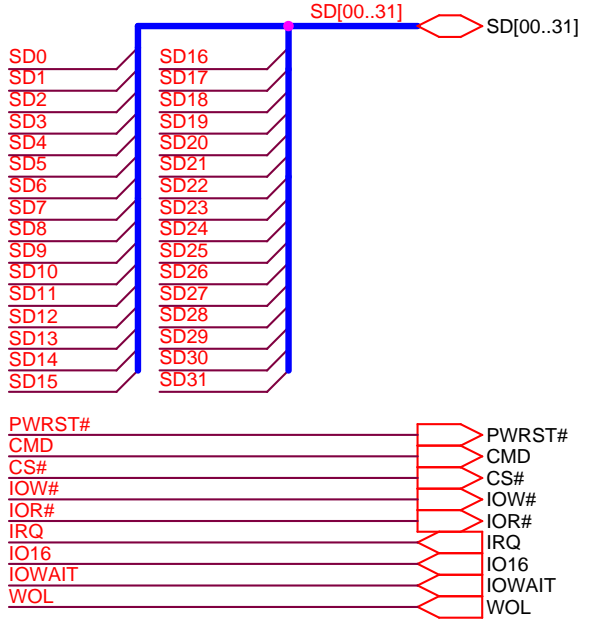 SD[00..31] SD[00..31]
SD0 SD16
SD1 SD17
SD2 SD18
SD3 SD19
SD4 SD20
SD5 SD21
SD6 SD22
SD7 SD23
SD8 SD24
SD9 SD25
SD10 SD26
SD11 SD27
SD12 SD28
SD13 SD29
SD14 SD30
SD15 SD31
PWRST# PWRST#
CMD CMD
CS# CS#
IOW# IOW#
IOR# IOR#
IRQ IRQ
IO16 IO16
IOWAIT IOWAIT
WOL WOL